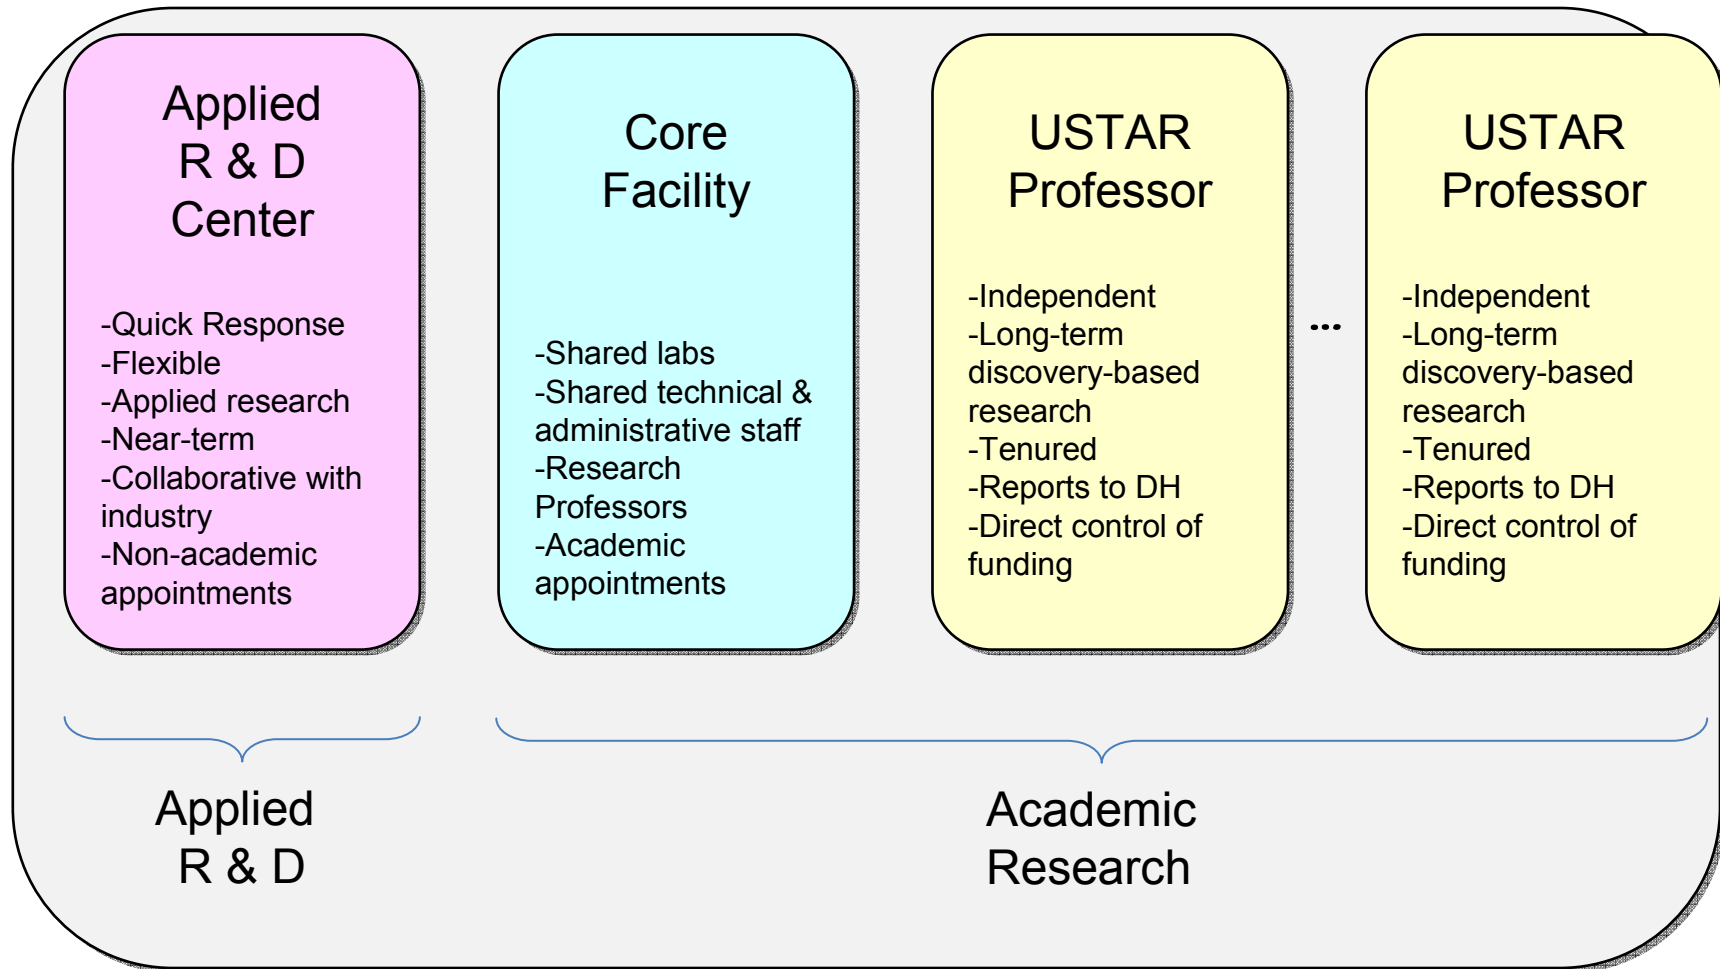 Applied
R & D
Center
-Quick Response
-Flexible
-Applied research
-Near-term
-Collaborative with
industry
-Non-academic
appointments
Core
Facility
-Shared labs
-Shared technical &
administrative staff
-Research
Professors
-Academic
appointments
USTAR
Professor
-Independent
-Long-term
discovery-based
research
-Tenured
-Reports to DH
-Direct control of
funding
...
USTAR
Professor
-Independent
-Long-term
discovery-based
research
-Tenured
-Reports to DH
-Direct control of
funding
Applied
R & D
Academic
Research